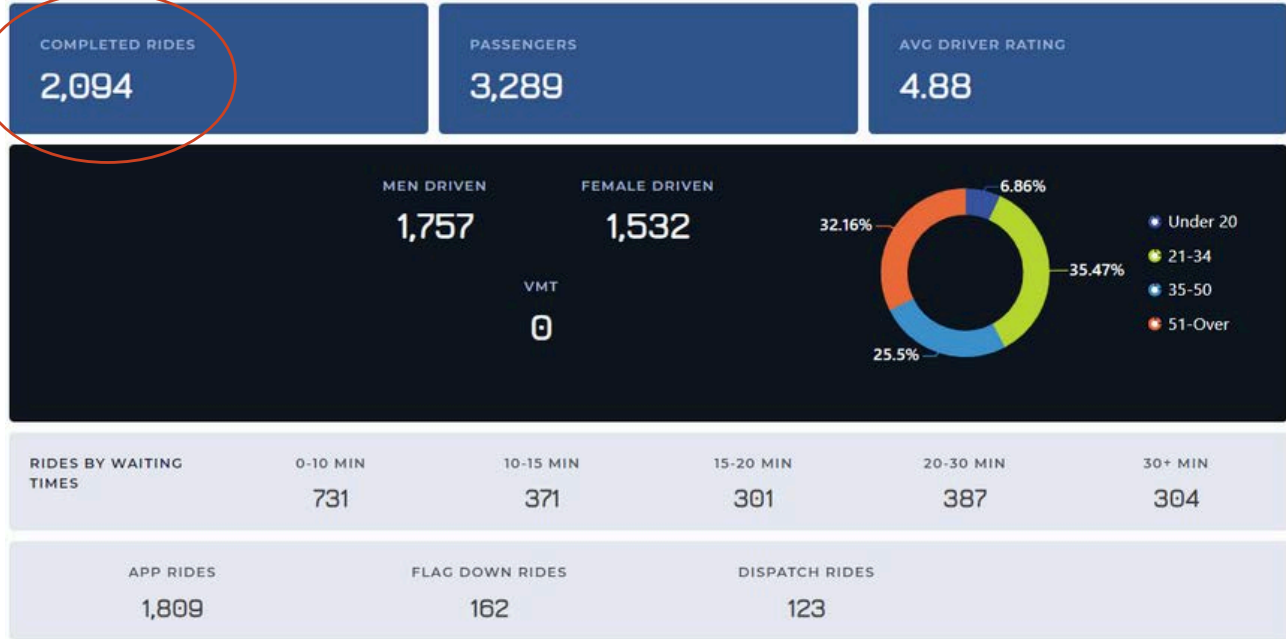 COMPLETED RIDES
2,094
PASSENGERS
3,289
AVG DRIVER RATING
4.88
MEN DRIVEN
1,757
FEMALE DRIVEN
1,532
VMT
0
6.86%
35.47%
25.5%
32.16%
Under 20
21-34
35-50
51-Over
RIDES BY WAITING
TIMES
0-10 MIN
731
10-15 MIN
371
15-20 MIN
301
20-30 MIN
387
30+ MIN
304
APP RIDES
1,809
FLAG DOWN RIDES
162
DISPATCH RIDES
123